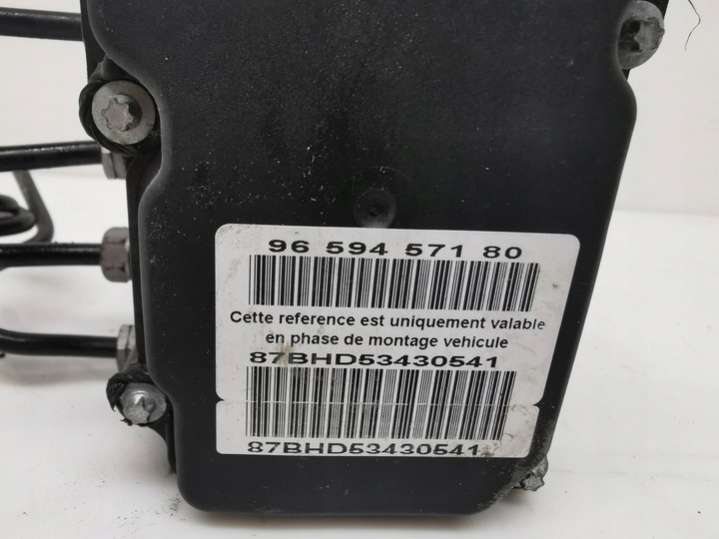 96 594 571 80
Cette reference est uniquement valable
en phase de montage vehicule
87BHD53430541
87BHD53430541